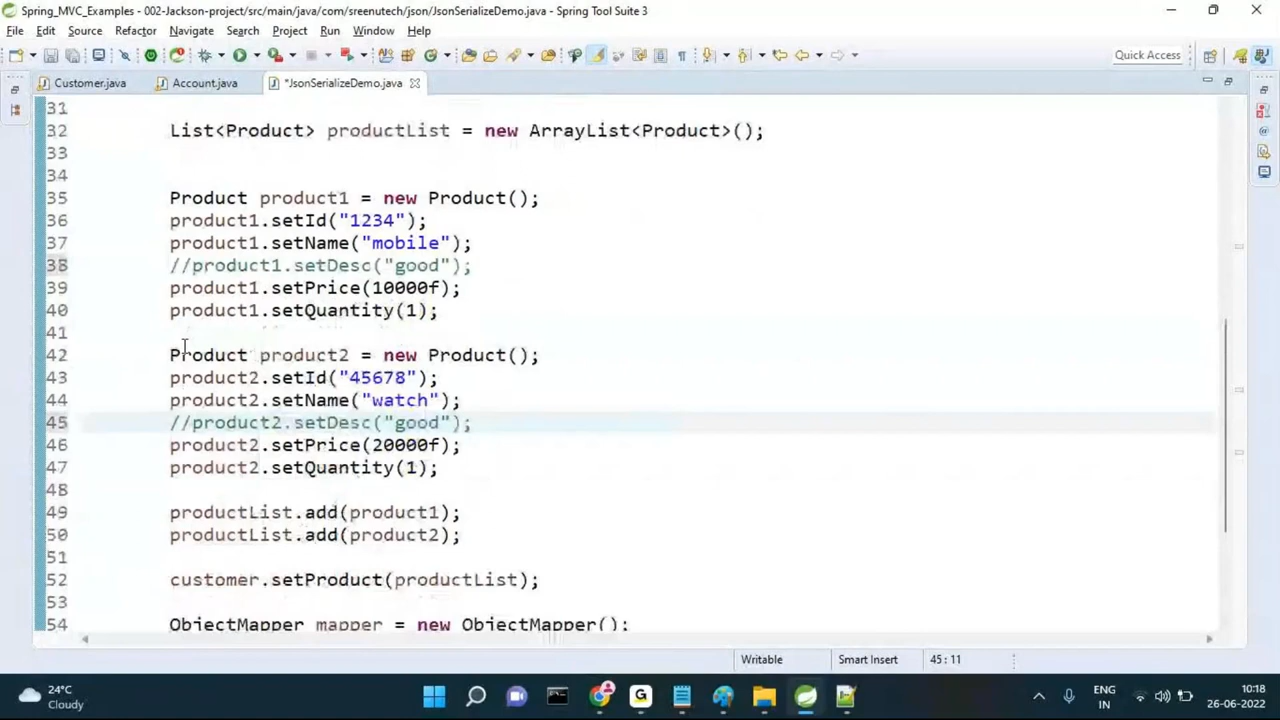 Spring_MVC_Examples - 002-Jackson-project/src/main/java/com/sreenutech/json/JsonSerializeDemo.java - Spring Tool Suite 3
File Edit Source Refactor Navigate Search Project Run Window Help
Quick Access
Customer.java Account.java *JsonSerializeDemo.java
31
32 List<Product> productList = new ArrayList<Product>();
33
34
35 Product product1 = new Product();
36 product1.setId("1234");
37 product1.setName("mobile");
38 //product1.setDesc("good");
39 product1.setPrice(10000f);
40 product1.setQuantity(1);
41
42 Product product2 = new Product();
43 product2.setId("45678");
44 product2.setName("watch");
45 //product2.setDesc("good");
46 product2.setPrice(20000f);
47 product2.setQuantity(1);
48
49 productList.add(product1);
50 productList.add(product2);
51
52 customer.setProduct(productList);
53
54 ObjectMapper mapper = new ObjectMapper();
Writable Smart Insert 45 : 11
24°C
Cloudy
ENG
IN
10:18
26-06-2022